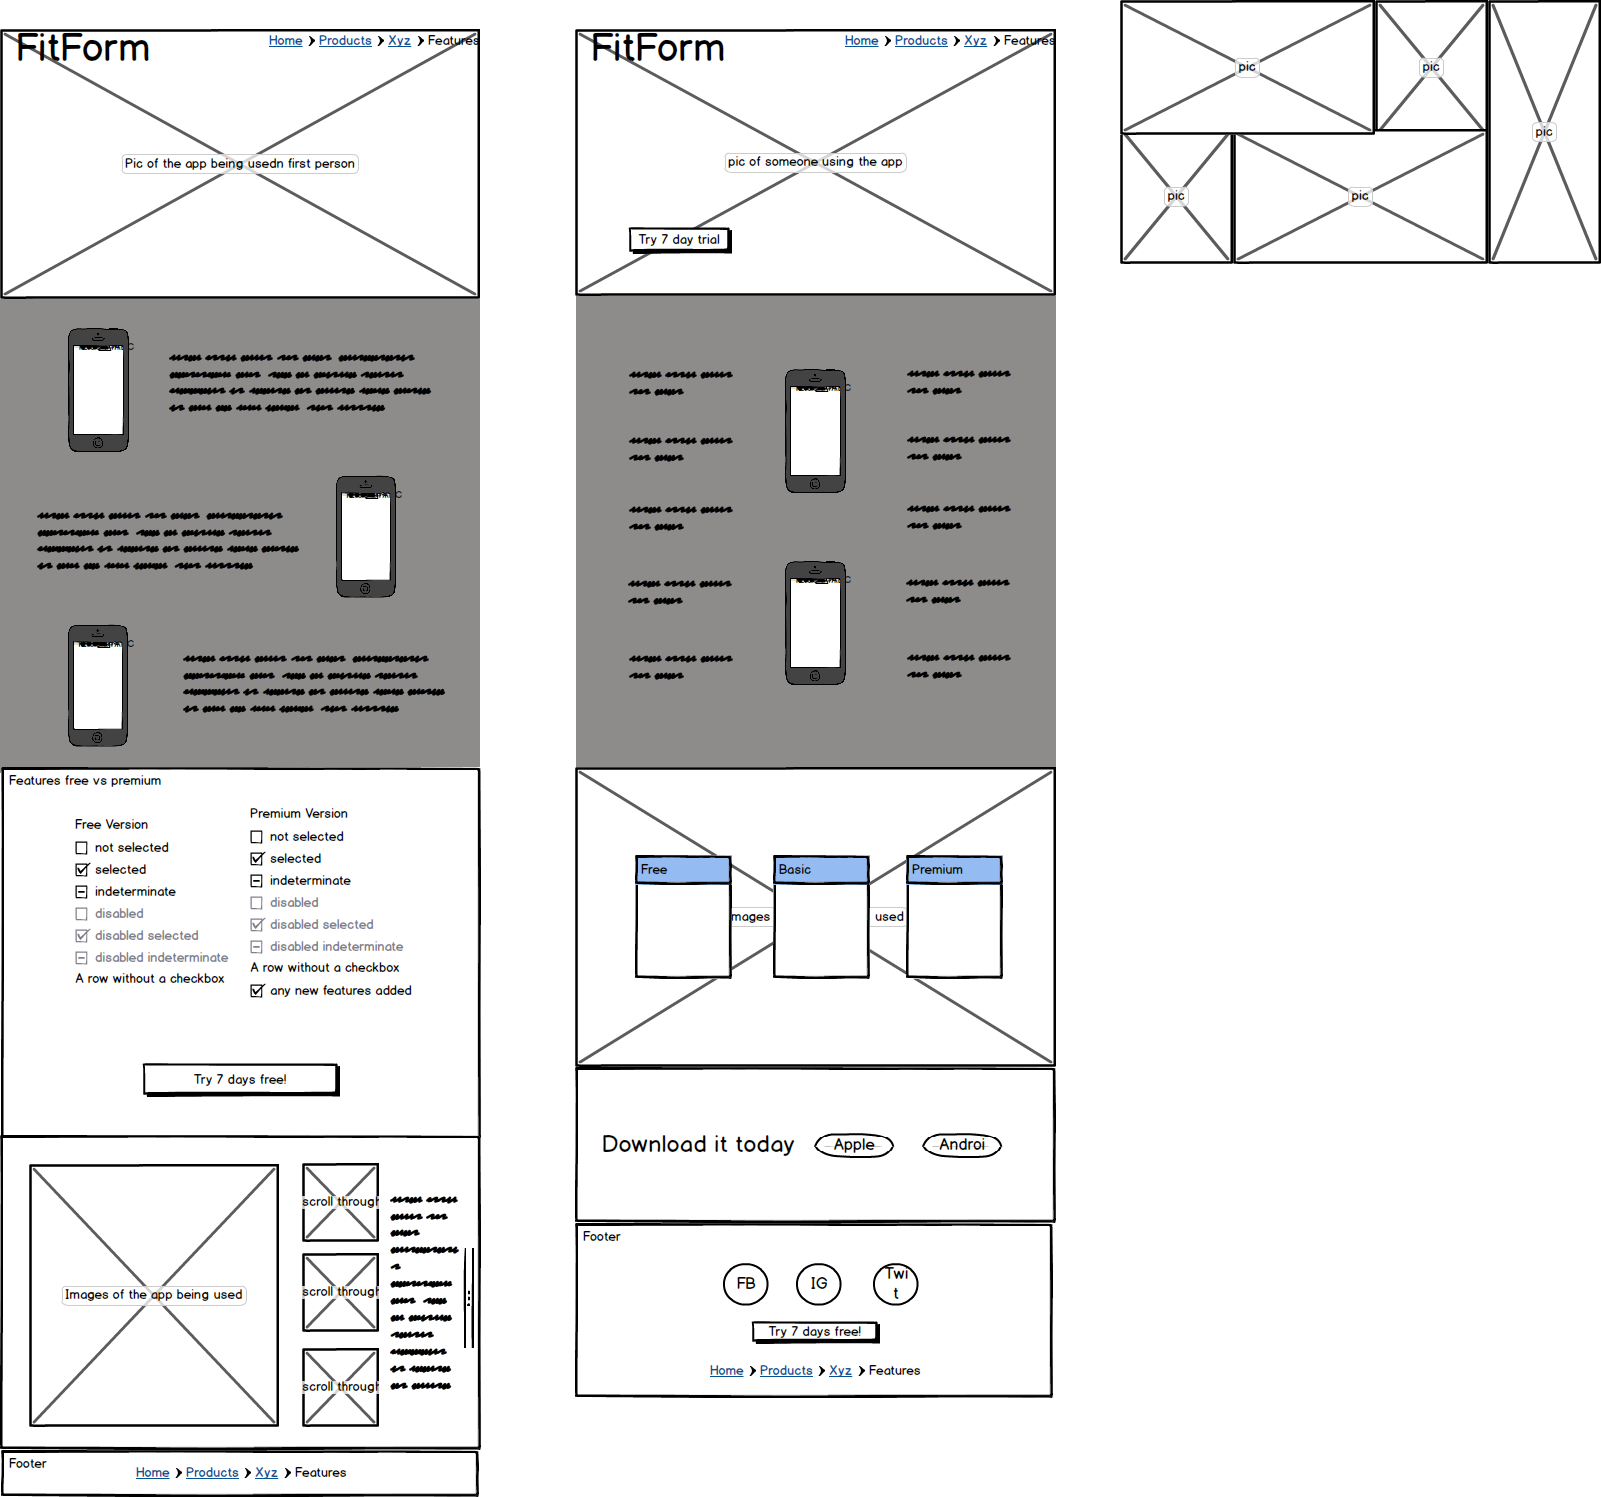 FitForm
Home Products Xyz Features
Pic of the app being usedn first person
Features free vs premium
Free Version
not selected
selected
indeterminate
disabled
disabled selected
disabled indeterminate
A row without a checkbox
Premium Version
not selected
selected
indeterminate
disabled
disabled selected
disabled indeterminate
A row without a checkbox
any new features added
Try 7 days free!
Images of the app being used
scroll through
scroll through
scroll through
Footer
Home Products Xyz Features
FitForm
Home Products Xyz Features
pic of someone using the app
Try 7 day trial
Free
Basic
Premium
mages
used
Download it today
Apple
Androi
Footer
FB
IG
Twi
t
Try 7 days free!
Home Products Xyz Features
pic
pic
pic
pic
pic